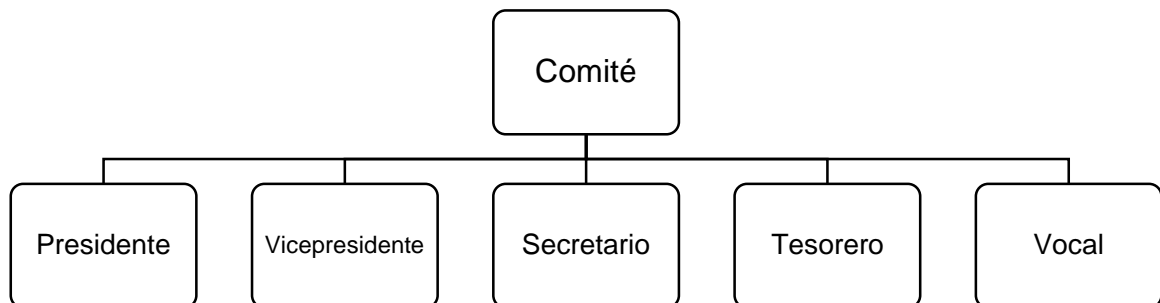 Comité
Presidente
Vicepresidente
Secretario
Tesorero
Vocal